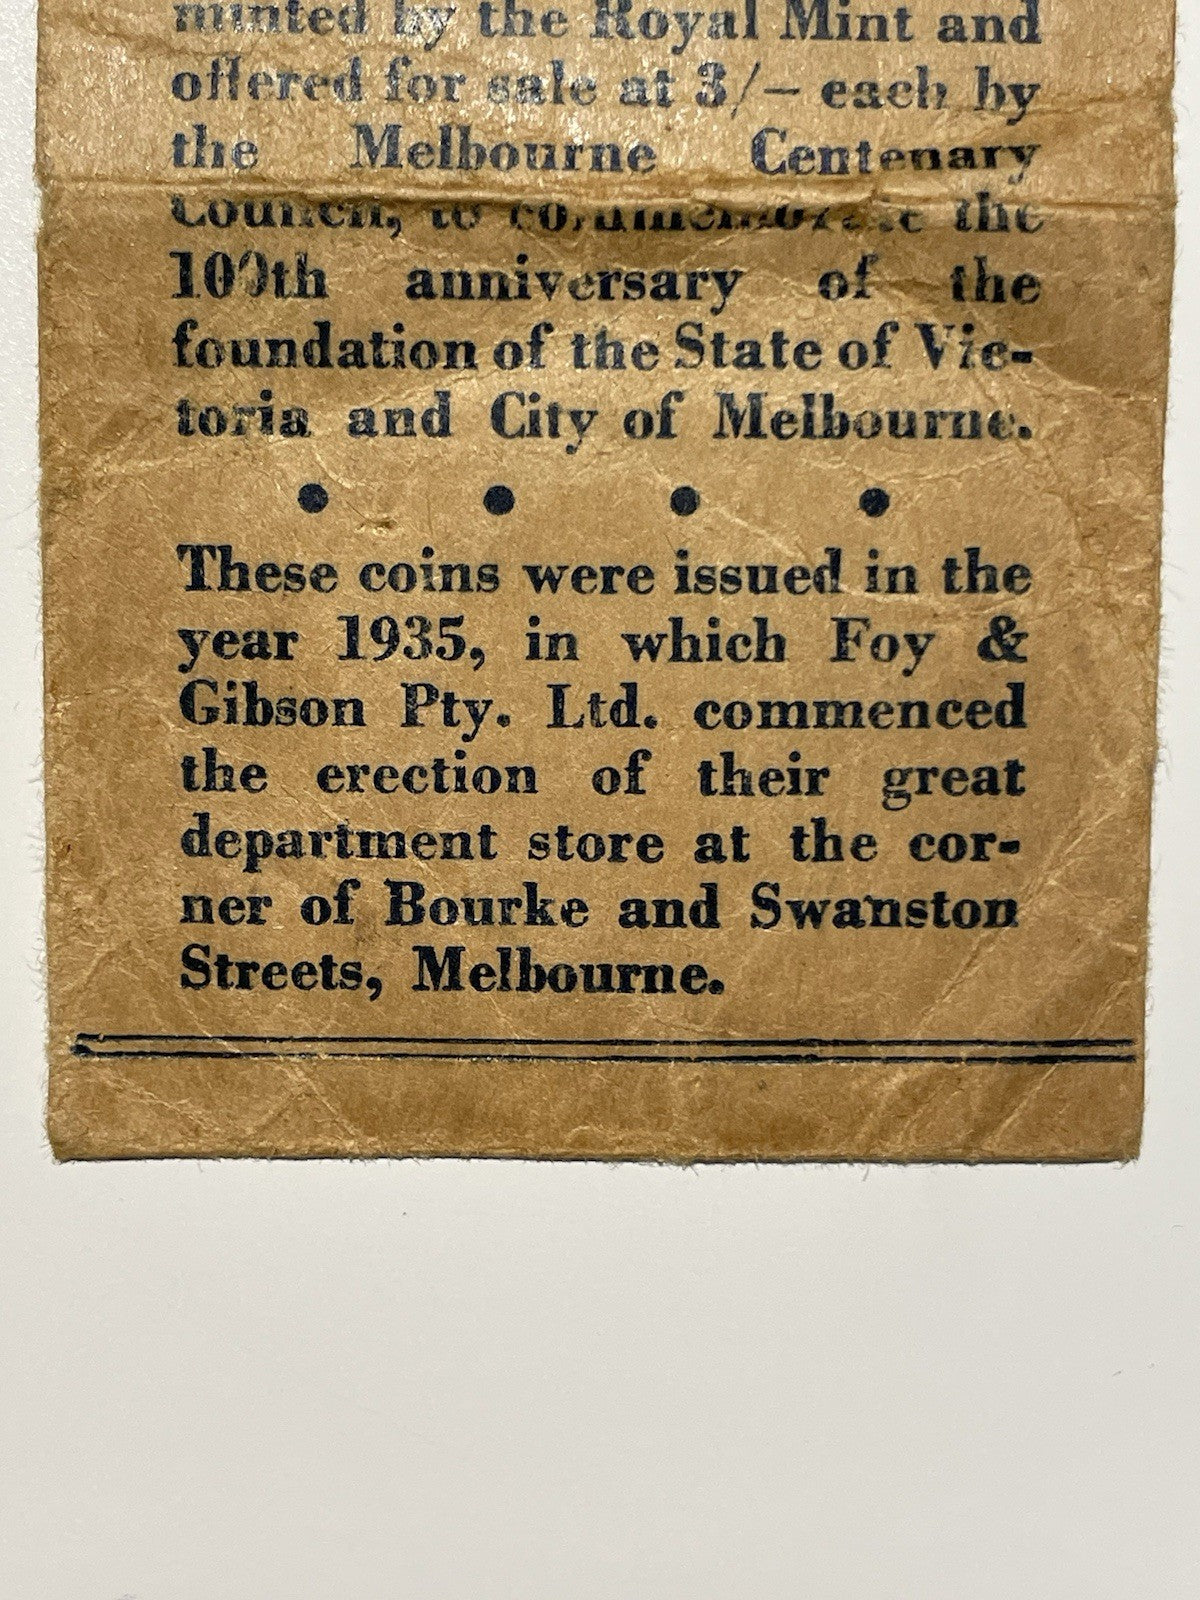 minted by the Royal Mint and
offered for sale at 3/– each by
the Melbourne Centenary
Council, to commemorate the
100th anniversary of the
foundation of the State of Vic-
toria and City of Melbourne.
• • • •
These coins were issued in the
year 1935, in which Foy &
Gibson Pty. Ltd. commenced
the erection of their great
department store at the cor-
ner of Bourke and Swanston
Streets, Melbourne.